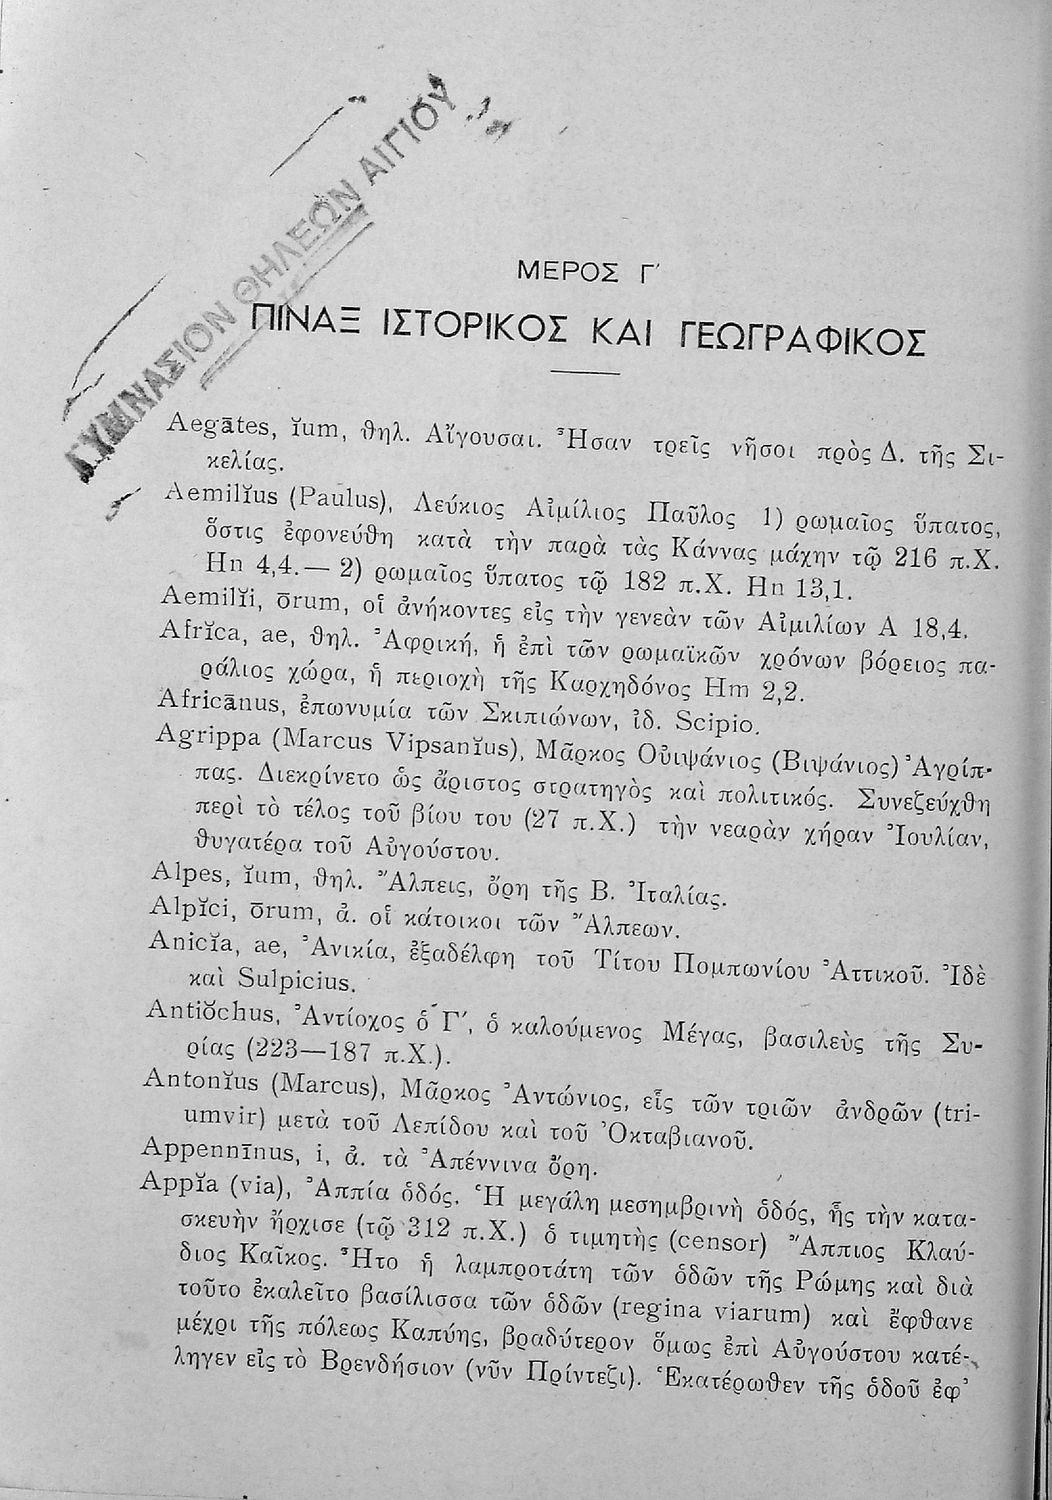 ΓΥΜΝΑΣΙΟΝ ΘΗΛΕΩΝ ΑΙΓΙΟΥ
ΜΕΡΟΣ Γ'
ΠΙΝΑΞ ΙΣΤΟΡΙΚΟΣ ΚΑΙ ΓΕΩΓΡΑΦΙΚΟΣ
Aegātes, ĭum, θηλ. Αἴγουσαι. Ἦσαν τρεῖς νῆσοι πρὸς Δ. τῆς Σι-
κελίας.
Aemilĭus (Paulus), Λεύκιος Αἰμίλιος Παῦλος 1) ρωμαῖος ὕπατος,
ὅστις ἐφονεύθη κατὰ τὴν παρὰ τὰς Κάννας μάχην τῷ 216 π.Χ.
Hn 4,4.— 2) ρωμαῖος ὕπατος τῷ 182 π.Χ. Hn 13,1.
Aemilĭi, ōrum, οἱ ἀνήκοντες εἰς τὴν γενεὰν τῶν Αἰμιλίων Α 18,4.
Afrĭca, ae, θηλ. Ἀφρική, ἡ ἐπὶ τῶν ρωμαϊκῶν χρόνων βόρειος πα-
ράλιος χώρα, ἡ περιοχὴ τῆς Καρχηδόνος Hm 2,2.
Africānus, ἐπωνυμία τῶν Σκιπιώνων, ἰδ. Scipio.
Agrippa (Marcus Vipsanĭus), Μᾶρκος Οὐιψάνιος (Βιψάνιος) Ἀγρίπ-
πας. Διεκρίνετο ὡς ἄριστος στρατηγὸς καὶ πολιτικός. Συνεζεύχθη
περὶ τὸ τέλος τοῦ βίου του (27 π.Χ.) τὴν νεαρὰν χήραν Ἰουλίαν,
θυγατέρα τοῦ Αὐγούστου.
Alpes, ĭum, θηλ. Ἄλπεις, ὄρη τῆς Β. Ἰταλίας.
Alpĭci, ōrum, ἀ. οἱ κάτοικοι τῶν Ἄλπεων.
Anicĭa, ae, Ἀνικία, ἐξαδέλφη τοῦ Τίτου Πομπωνίου Ἀττικοῦ. Ἰδὲ
καὶ Sulpicius.
Antiŏchus, Ἀντίοχος ὁ Γ', ὁ καλούμενος Μέγας, βασιλεὺς τῆς Συ-
ρίας (223—187 π.Χ.).
Antonĭus (Marcus), Μᾶρκος Ἀντώνιος, εἷς τῶν τριῶν ἀνδρῶν (tri-
umvir) μετὰ τοῦ Λεπίδου καὶ τοῦ Ὀκταβιανοῦ.
Appennīnus, i, ἀ. τὰ Ἀπέννινα ὄρη.
Appĭa (via), Ἀππία ὁδός. Ἡ μεγάλη μεσημβρινὴ ὁδός, ἧς τὴν κατα-
σκευὴν ἤρχισε (τῷ 312 π.Χ.) ὁ τιμητὴς (censor) Ἄππιος Κλαύ-
διος Καῖκος. Ἦτο ἡ λαμπροτάτη τῶν ὁδῶν τῆς Ρώμης καὶ διὰ
τοῦτο ἐκαλεῖτο βασίλισσα τῶν ὁδῶν (regina viarum) καὶ ἔφθανε
μέχρι τῆς πόλεως Καπύης, βραδύτερον ὅμως ἐπὶ Αὐγούστου κατέ-
ληγεν εἰς τὸ Βρενδήσιον (νῦν Πρίντεζι). Ἑκατέρωθεν τῆς ὁδοῦ ἐφ'